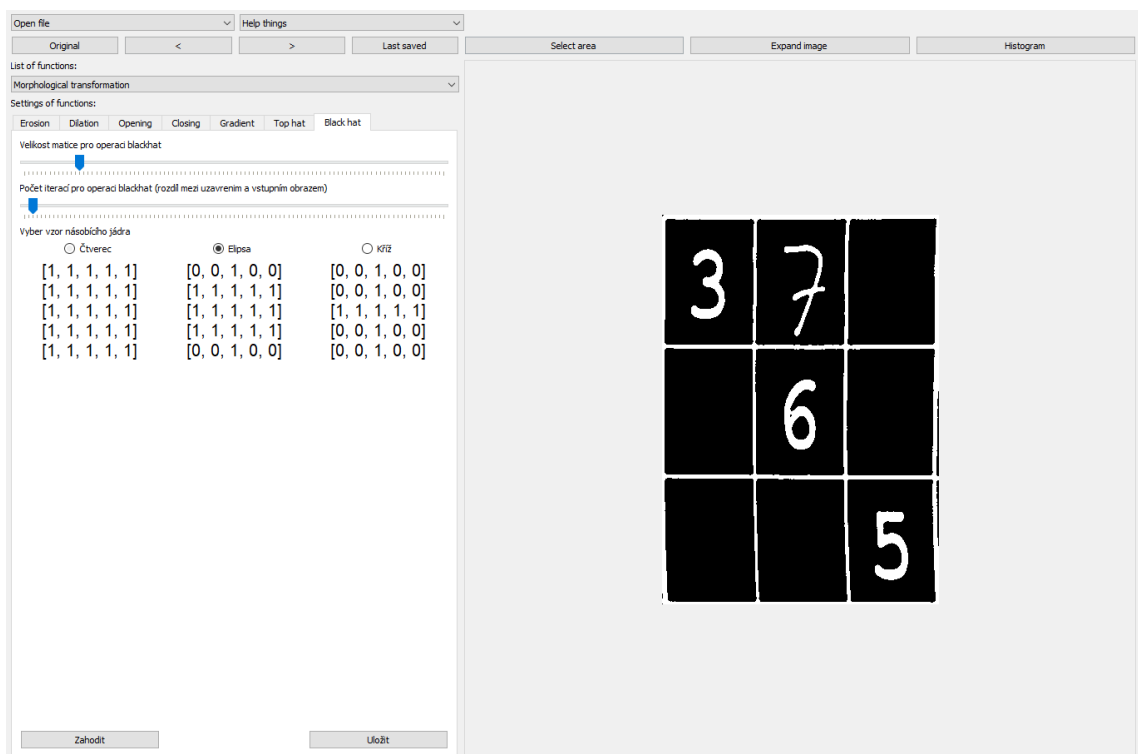 Open file
Help things
Original
<
>
Last saved
Select area
Expand image
Histogram
List of functions:
Morphological transformation
Settings of functions:
Erosion
Dilation
Opening
Closing
Gradient
Top hat
Black hat
Velikost matice pro operaci blackhat
Počet iterací pro operaci blackhat (rozdíl mezi uzavrenim a vstupním obrazem)
Vyber vzor násobícího jádra
Čtverec
Elipsa
Kříž
[1, 1, 1, 1, 1] [0, 0, 1, 0, 0] [0, 0, 1, 0, 0]
[1, 1, 1, 1, 1] [1, 1, 1, 1, 1] [0, 0, 1, 0, 0]
[1, 1, 1, 1, 1] [1, 1, 1, 1, 1] [1, 1, 1, 1, 1]
[1, 1, 1, 1, 1] [1, 1, 1, 1, 1] [0, 0, 1, 0, 0]
[1, 1, 1, 1, 1] [0, 0, 1, 0, 0] [0, 0, 1, 0, 0]
Zahodit
Uložit
3 7
6
5